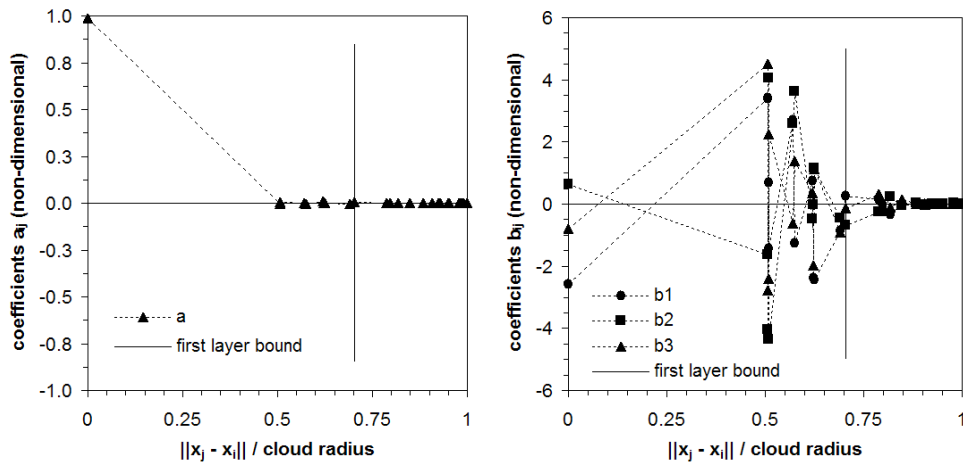 1.0
0.8
0.5
0.3
0.0
-0.3
-0.5
-0.8
-1.0
coefficients aj (non-dimensional)
a
first layer bound
0
0.25
0.5
0.75
1
||xj - xi|| / cloud radius
6
4
2
0
-2
-4
-6
coefficients bj (non-dimensional)
b1
b2
b3
first layer bound
0
0.25
0.5
0.75
1
||xj - xi|| / cloud radius